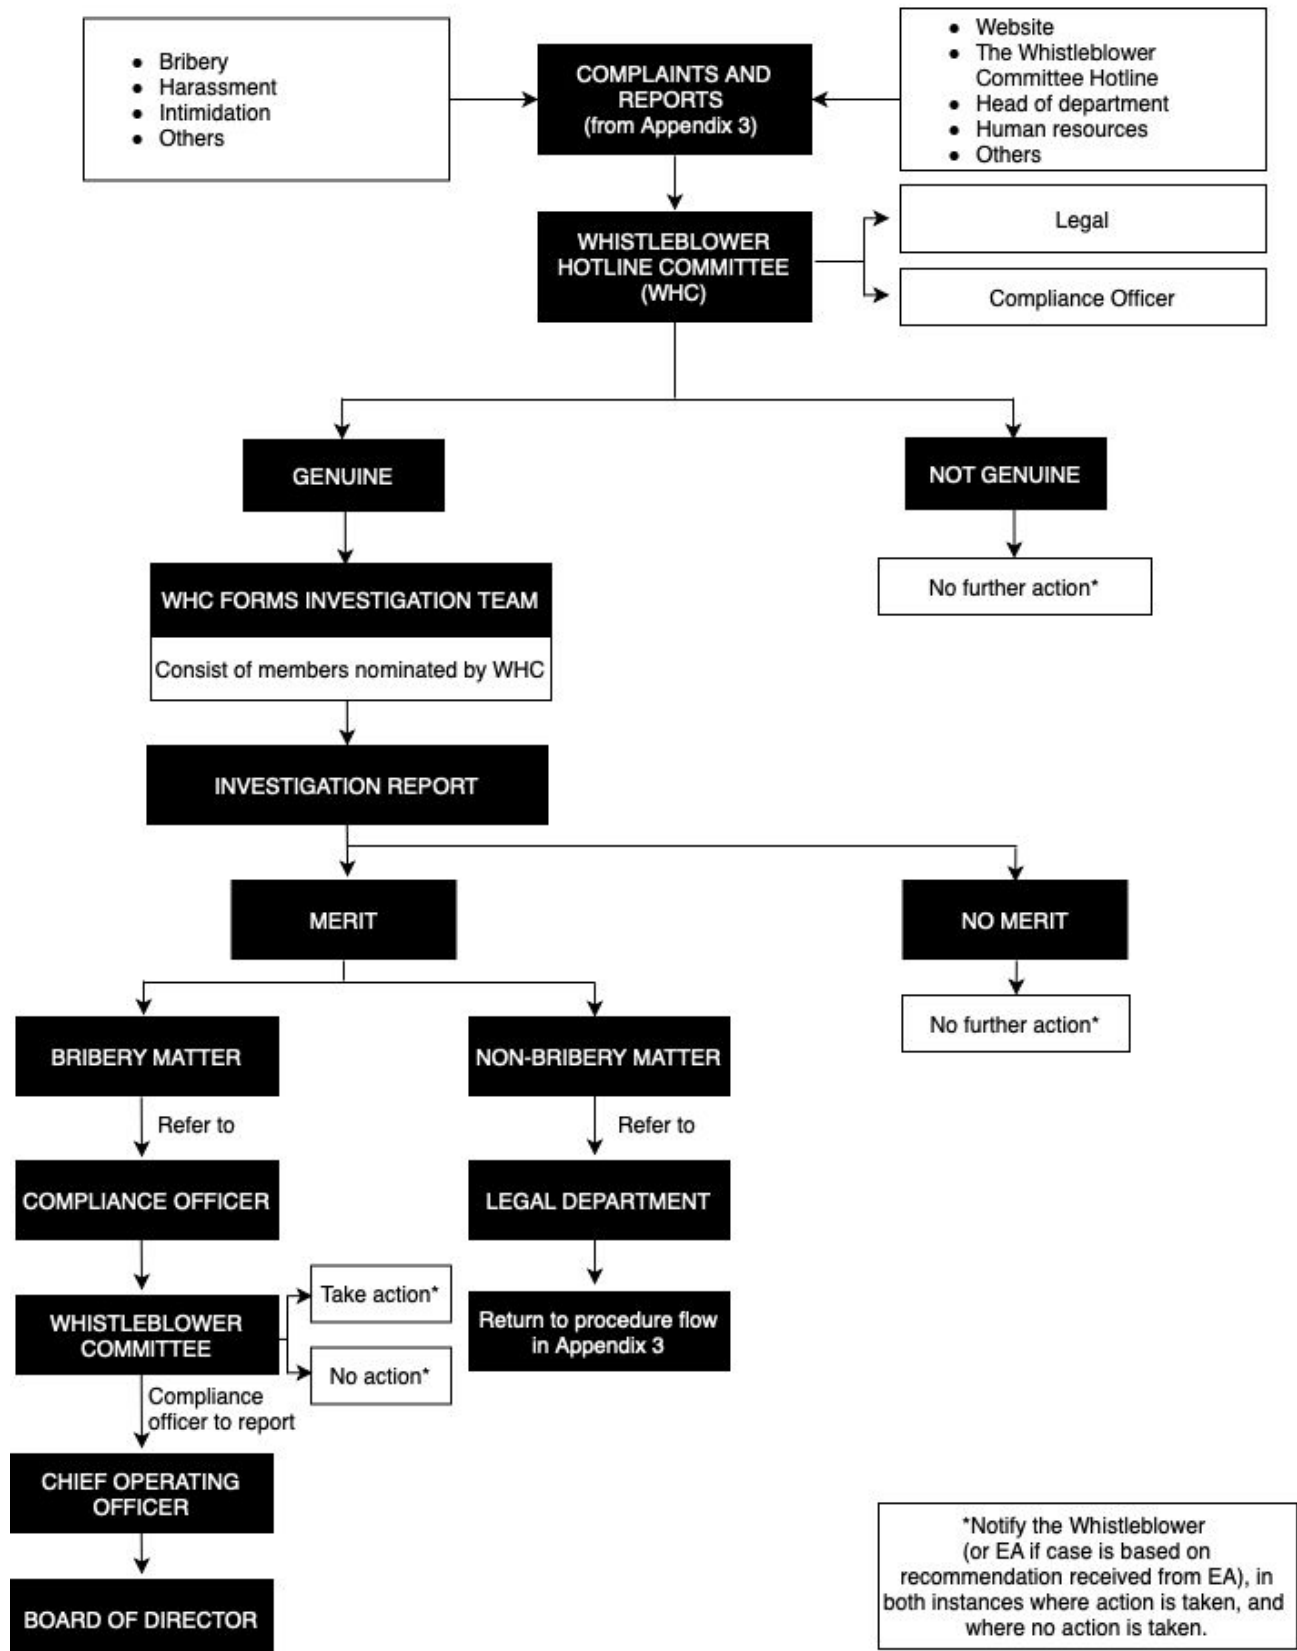 ● Bribery
● Harassment
● Intimidation
● Others
COMPLAINTS AND
REPORTS
(from Appendix 3)
● Website
● The Whistleblower
Committee Hotline
● Head of department
● Human resources
● Others
WHISTLEBLOWER
HOTLINE COMMITTEE
(WHC)
Legal
Compliance Officer
GENUINE
NOT GENUINE
WHC FORMS INVESTIGATION TEAM
Consist of members nominated by WHC
No further action*
INVESTIGATION REPORT
MERIT
NO MERIT
No further action*
BRIBERY MATTER
NON-BRIBERY MATTER
Refer to
Refer to
COMPLIANCE OFFICER
LEGAL DEPARTMENT
WHISTLEBLOWER
COMMITTEE
Take action*
No action*
Return to procedure flow
in Appendix 3
Compliance
officer to report
CHIEF OPERATING
OFFICER
BOARD OF DIRECTOR
*Notify the Whistleblower
(or EA if case is based on
recommendation received from EA), in
both instances where action is taken, and
where no action is taken.